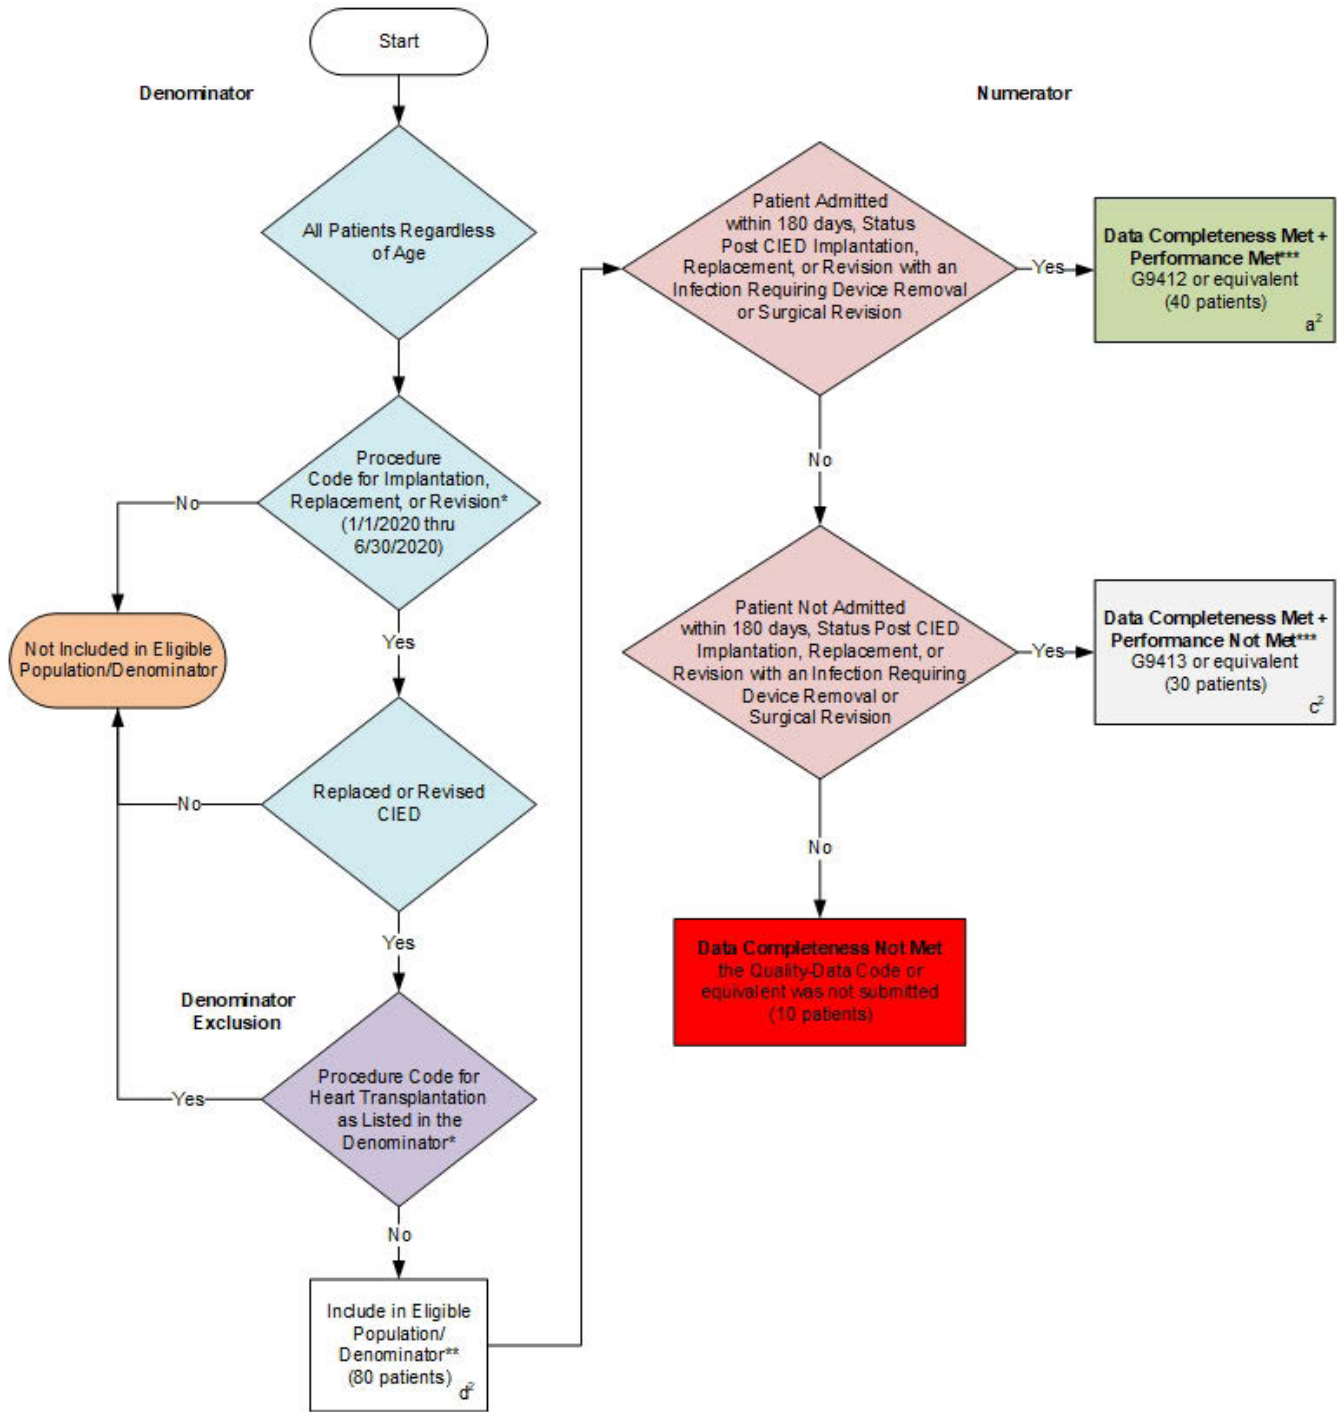 Start
Denominator
All Patients Regardless
of Age
Procedure
Code for Implantation,
Replacement, or Revision*
(1/1/2020 thru
6/30/2020)
No
Not Included in Eligible
Population/Denominator
Yes
Replaced or Revised
CIED
No
Yes
Denominator
Exclusion
Procedure Code for
Heart Transplantation
as Listed in the
Denominator*
Yes
No
Include in Eligible
Population/
Denominator**
(80 patients)
d²
Numerator
Patient Admitted
within 180 days, Status
Post CIED Implantation,
Replacement, or Revision with an
Infection Requiring Device Removal
or Surgical Revision
Yes
Data Completeness Met +
Performance Met***
G9412 or equivalent
(40 patients)
a²
No
Patient Not Admitted
within 180 days, Status Post CIED
Implantation, Replacement, or
Revision with an Infection Requiring
Device Removal or
Surgical Revision
Yes
Data Completeness Met +
Performance Not Met***
G9413 or equivalent
(30 patients)
c²
No
Data Completeness Not Met
the Quality-Data Code or
equivalent was not submitted
(10 patients)